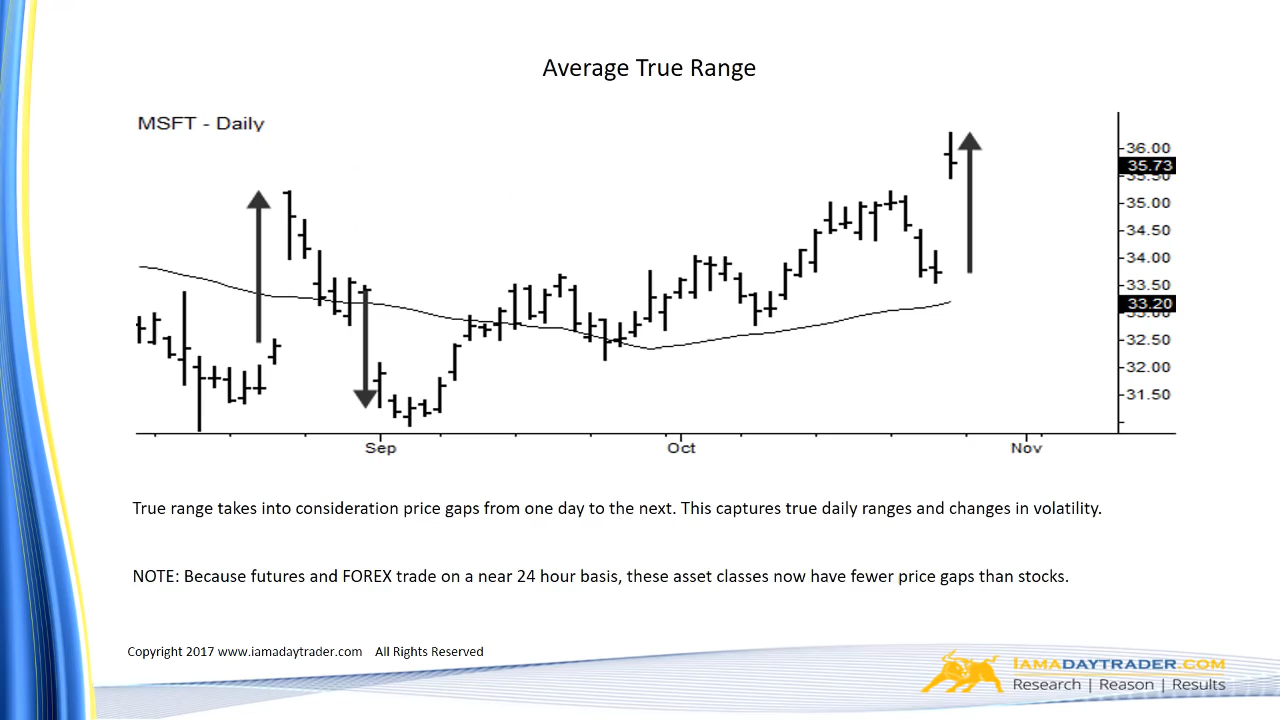 Average True Range
MSFT - Daily
36.00
35.73
35.50
35.00
34.50
34.00
33.50
33.20
33.00
32.50
32.00
31.50
Sep Oct Nov
True range takes into consideration price gaps from one day to the next. This captures true daily ranges and changes in volatility.
NOTE: Because futures and FOREX trade on a near 24 hour basis, these asset classes now have fewer price gaps than stocks.
Copyright 2017 www.iamadaytrader.com All Rights Reserved
IAMADAYTRADER.COM
Research | Reason | Results